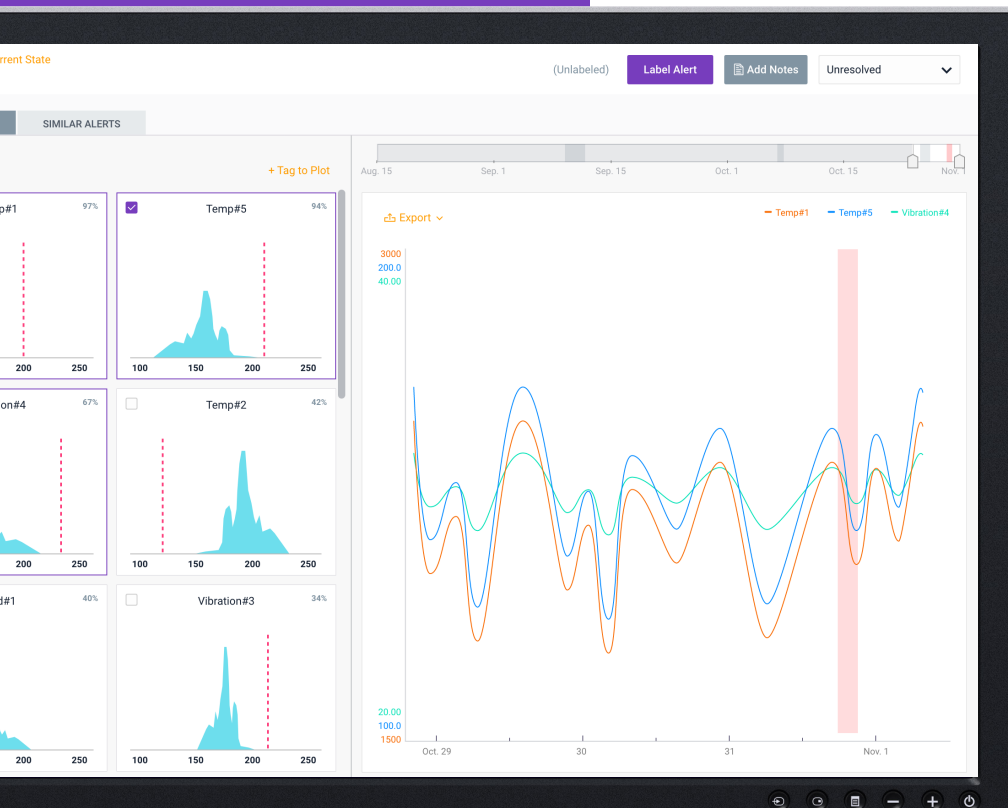 rrent State
(Unlabeled)
Label Alert
Add Notes
Unresolved
SIMILAR ALERTS
+ Tag to Plot
Aug. 15
Sep. 1
Sep. 15
Oct. 1
Oct. 15
Nov. 1
p#1
97%
200
250
Temp#5
94%
100
150
200
250
on#4
67%
200
250
Temp#2
42%
100
150
200
250
d#1
40%
200
250
Vibration#3
34%
100
150
200
250
Export
Temp#1
Temp#5
Vibration#4
3000
200.0
40.00
20.00
100.0
1500
Oct. 29
30
31
Nov. 1